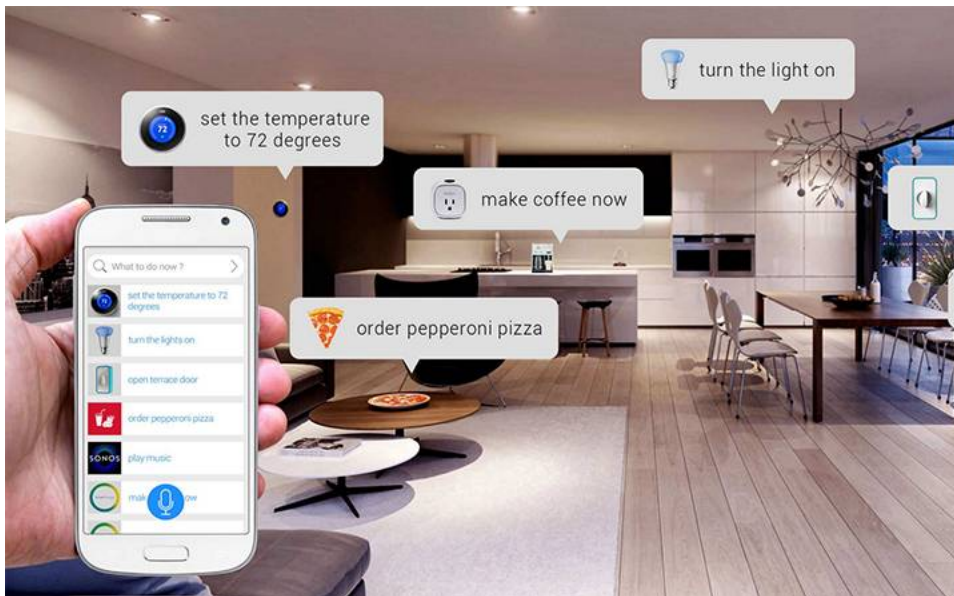 turn the light on
set the temperature
to 72 degrees
72
make coffee now
What to do now ?
set the temperature to 72
degrees
turn the lights on
open terrace door
order pepperoni pizza
SONOS
play music
order pepperoni pizza